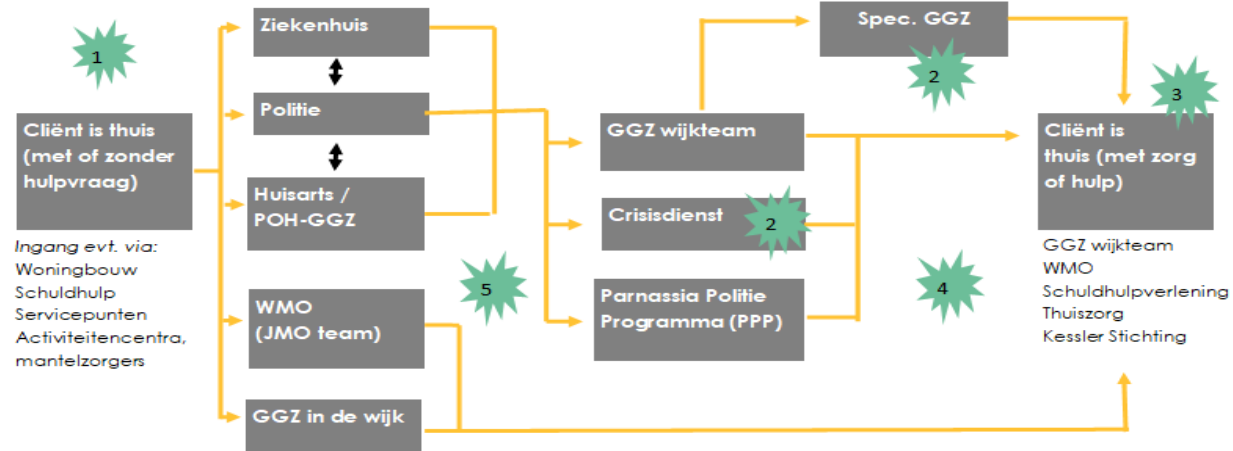 1
Cliënt is thuis
(met of zonder
hulpvraag)
Ingang evt. via:
Woningbouw
Schuldhulp
Servicepunten
Activiteitencentra,
mantelzorgers
Ziekenhuis
Politie
Huisarts /
POH-GGZ
WMO
(JMO team)
GGZ in de wijk
5
GGZ wijkteam
Crisisdienst
2
Parnassia Politie
Programma (PPP)
Spec. GGZ
2
4
3
Cliënt is
thuis (met zorg
of hulp)
GGZ wijkteam
WMO
Schuldhulpverlening
Thuiszorg
Kessler Stichting